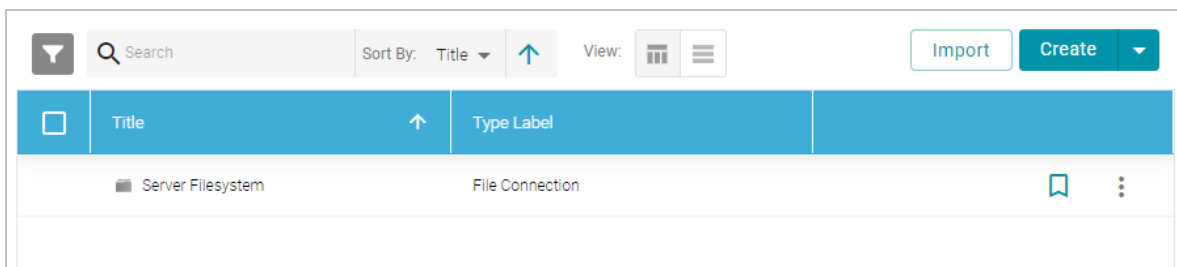 Search Sort By: Title View: Import Create
Title Type Label
Server Filesystem File Connection